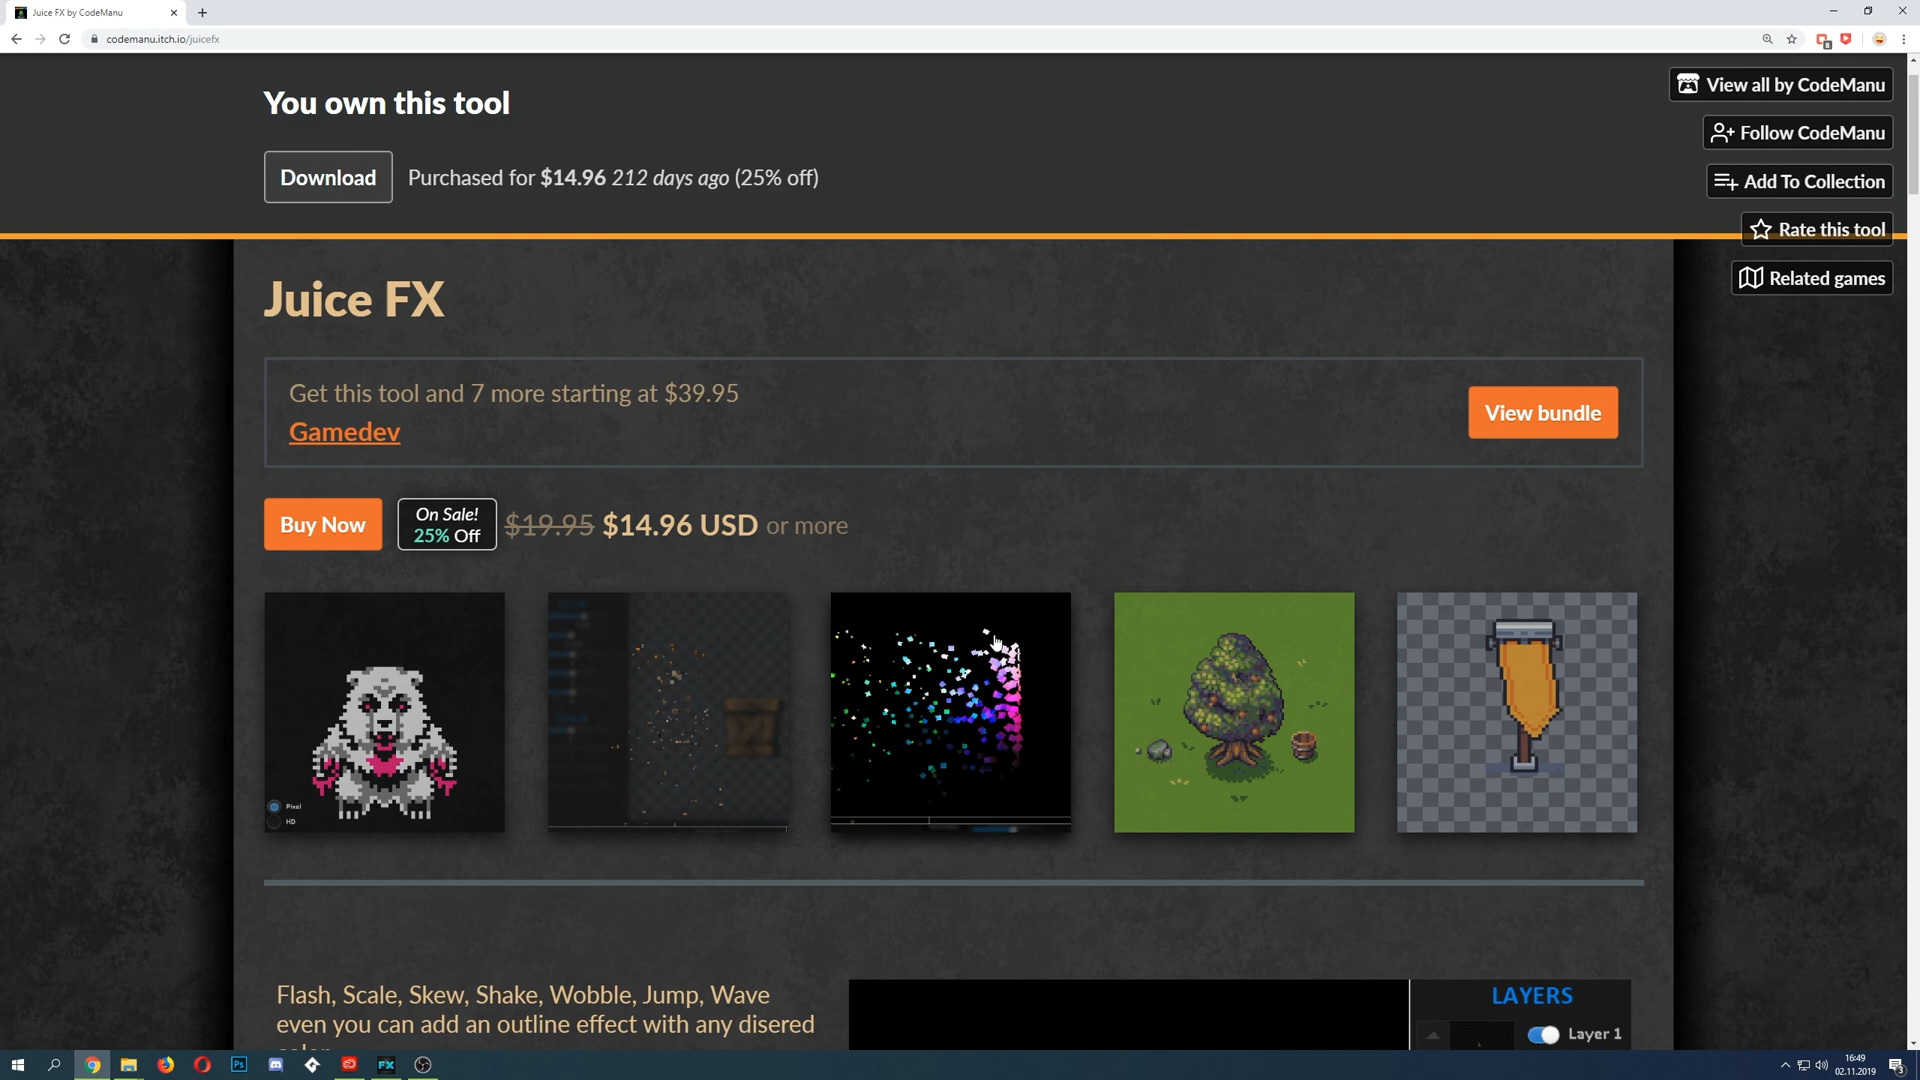 Juice FX by CodeManu
codemanu.itch.io/juicefx
8
You own this tool
Download
Purchased for $14.96 212 days ago (25% off)
View all by CodeManu
Follow CodeManu
Add To Collection
Rate this tool
Related games
Juice FX
Get this tool and 7 more starting at $39.95
Gamedev
View bundle
Buy Now
On Sale!
25% Off
$19.95 $14.96 USD or more
Pixel
HD
Flash, Scale, Skew, Shake, Wobble, Jump, Wave
even you can add an outline effect with any disered
LAYERS
Layer 1
Ps
FX
16:49
02.11.2019
3